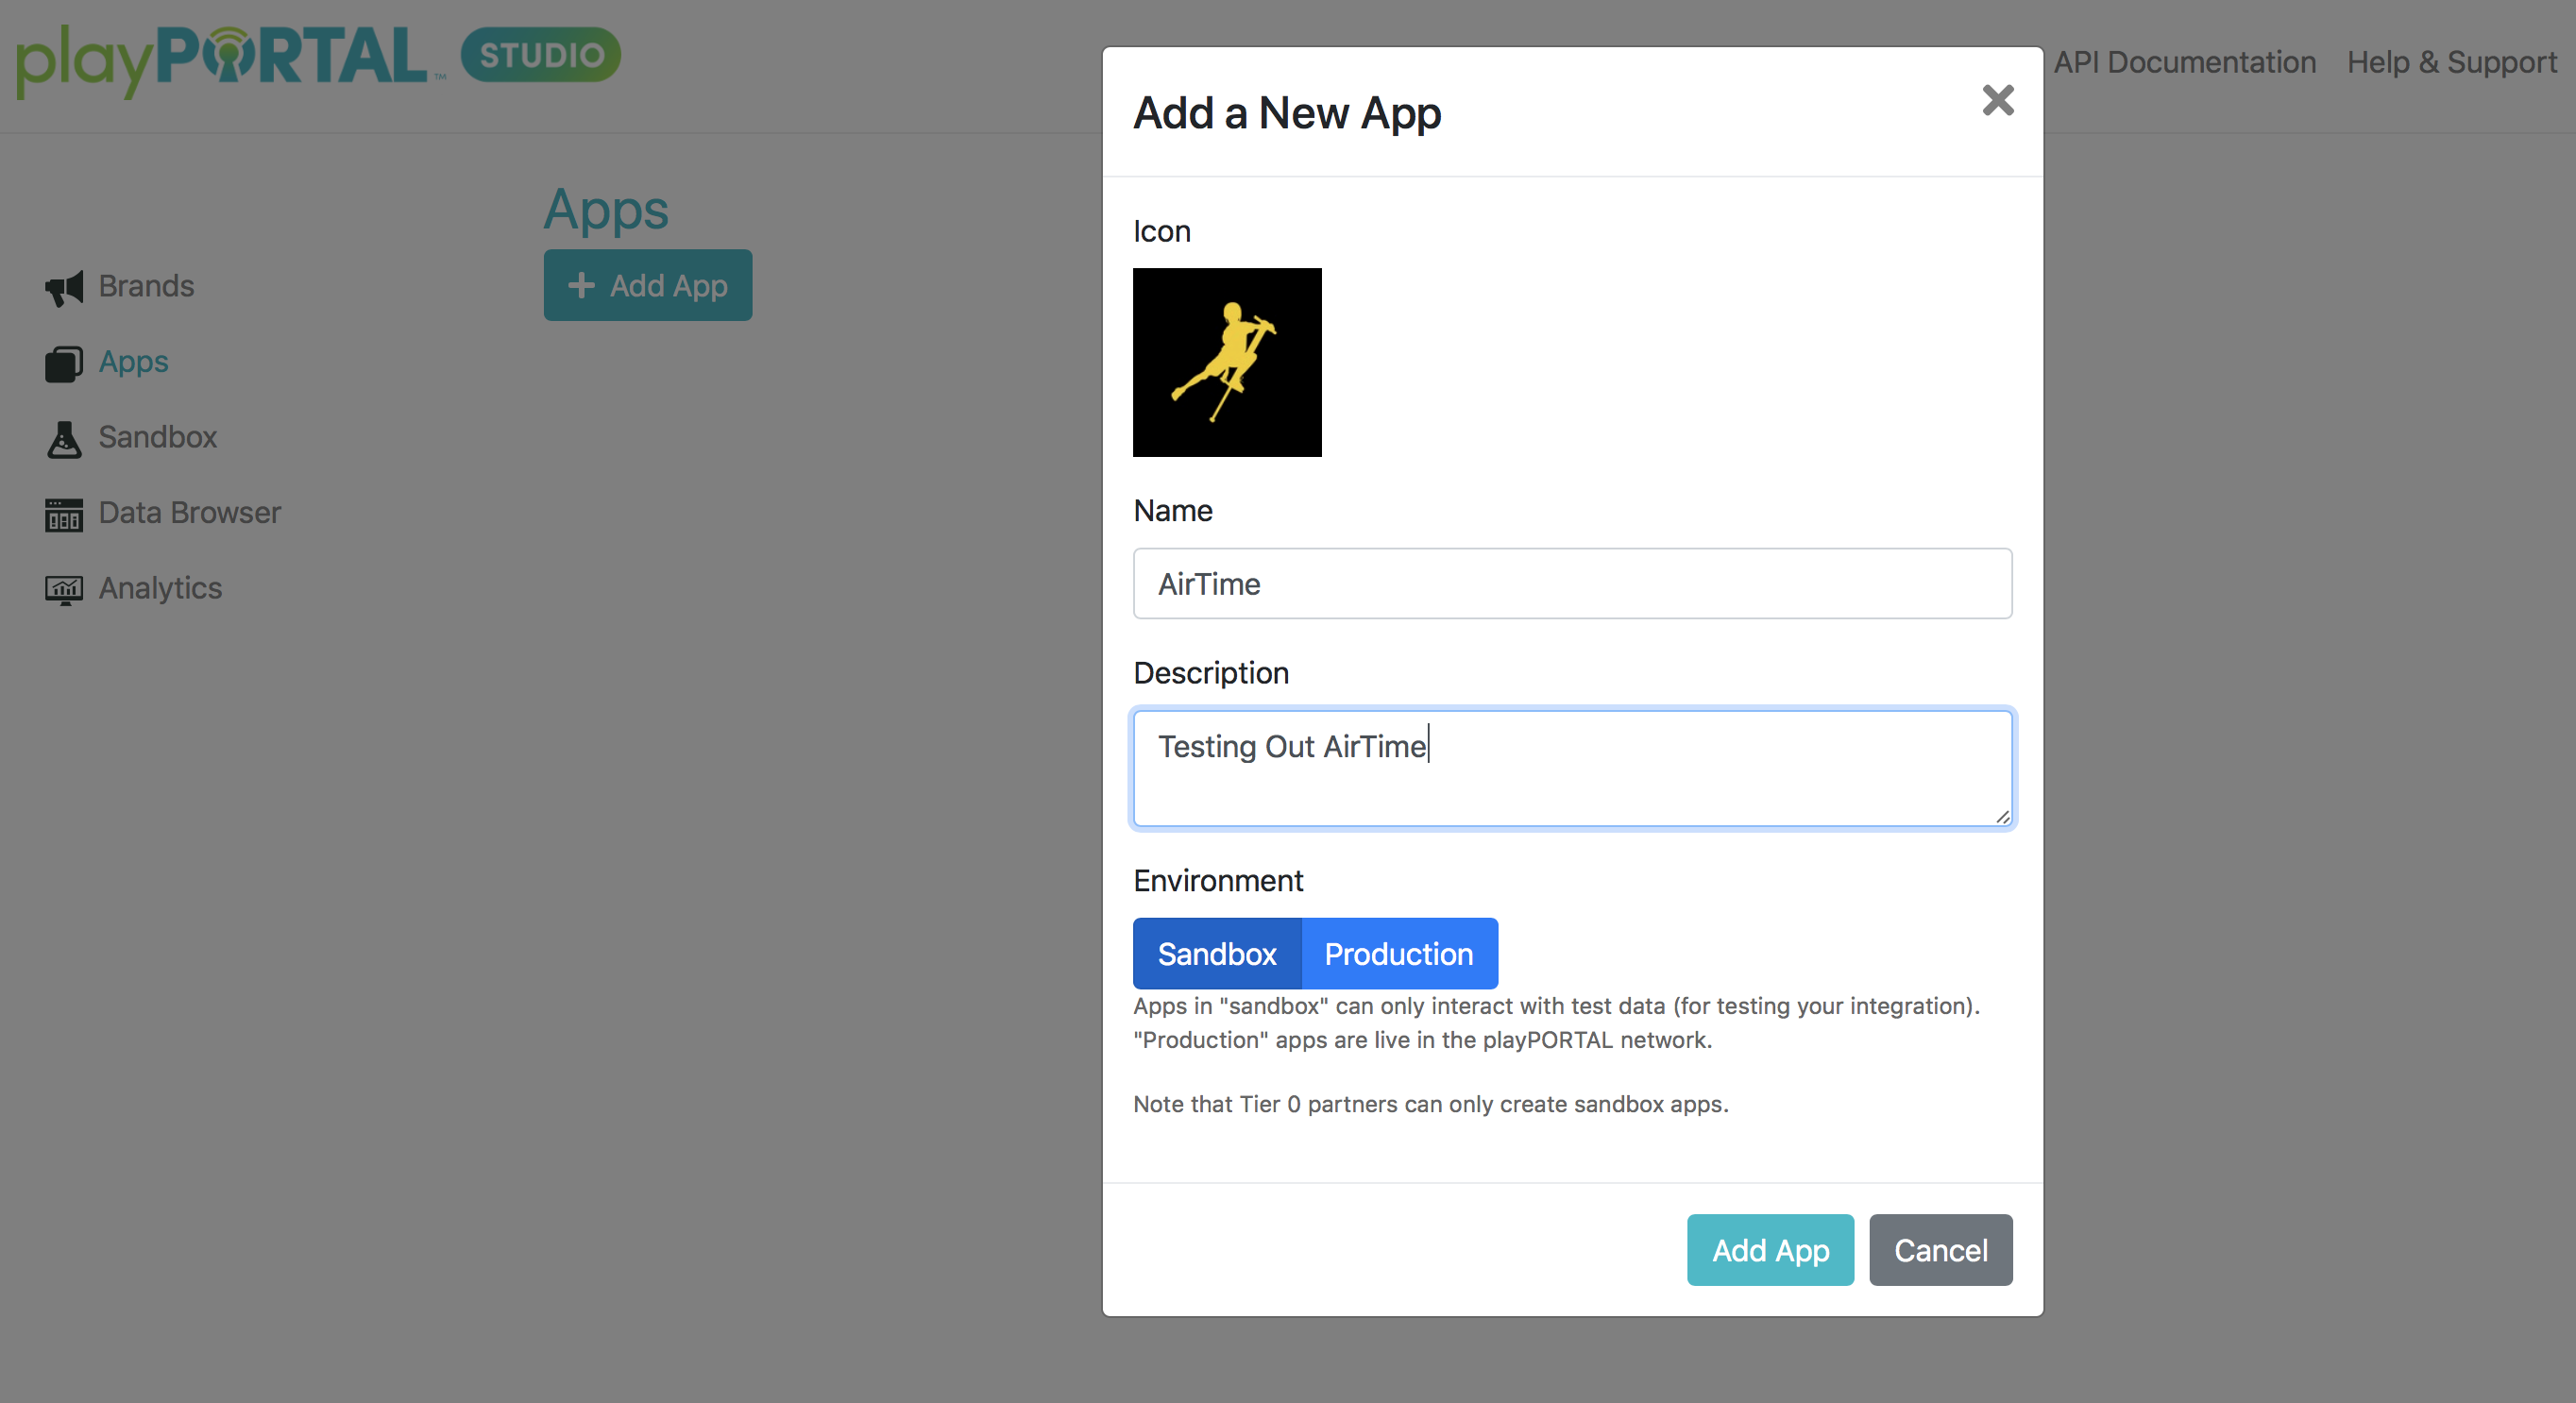 playPORTAL™ STUDIO
API Documentation
Help & Support
Brands
Apps
Sandbox
Data Browser
Analytics
Apps
Add App
Add a New App
Icon
Name
AirTime
Description
Testing Out AirTime
Environment
Sandbox
Production
Apps in "sandbox" can only interact with test data (for testing your integration).
"Production" apps are live in the playPORTAL network.
Note that Tier 0 partners can only create sandbox apps.
Add App
Cancel